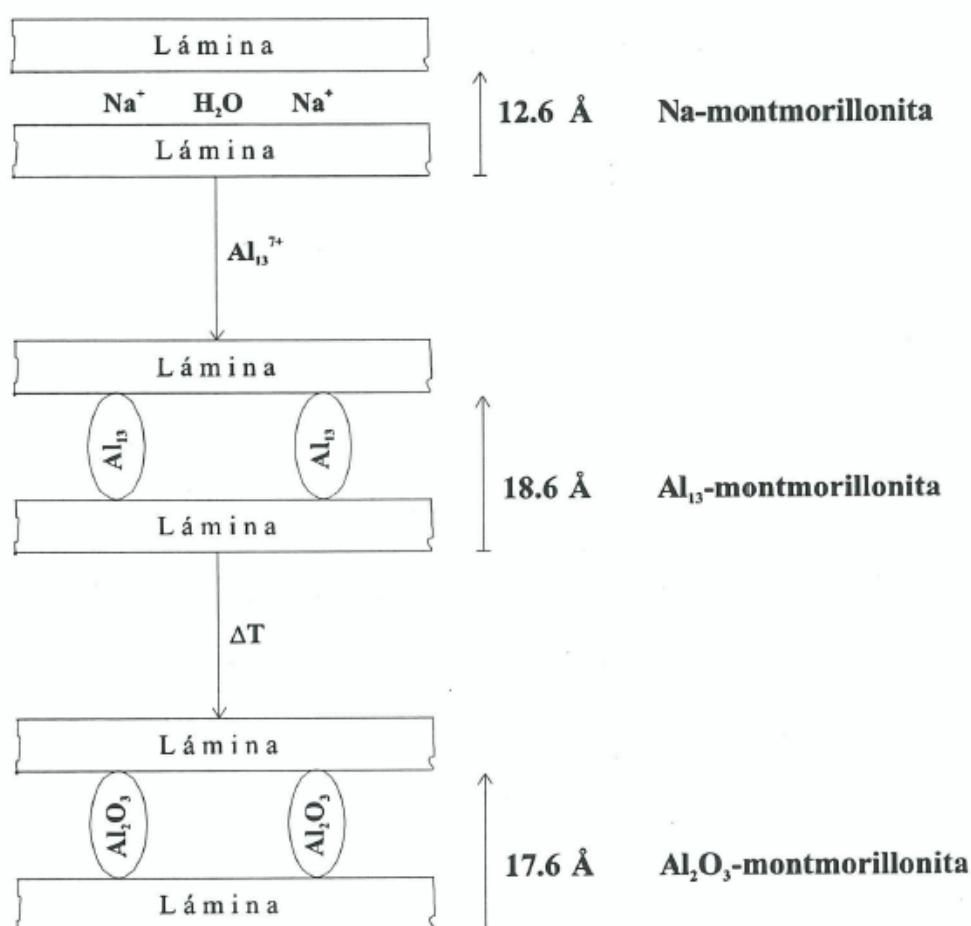 Lámina
Na⁺ H₂O Na⁺ 12.6 Å Na-montmorillonita
Lámina
Al₁₃⁷⁺
Lámina
Al₁₃ Al₁₃ 18.6 Å Al₁₃-montmorillonita
Lámina
ΔT
Lámina
Al₂O₃ Al₂O₃ 17.6 Å Al₂O₃-montmorillonita
Lámina